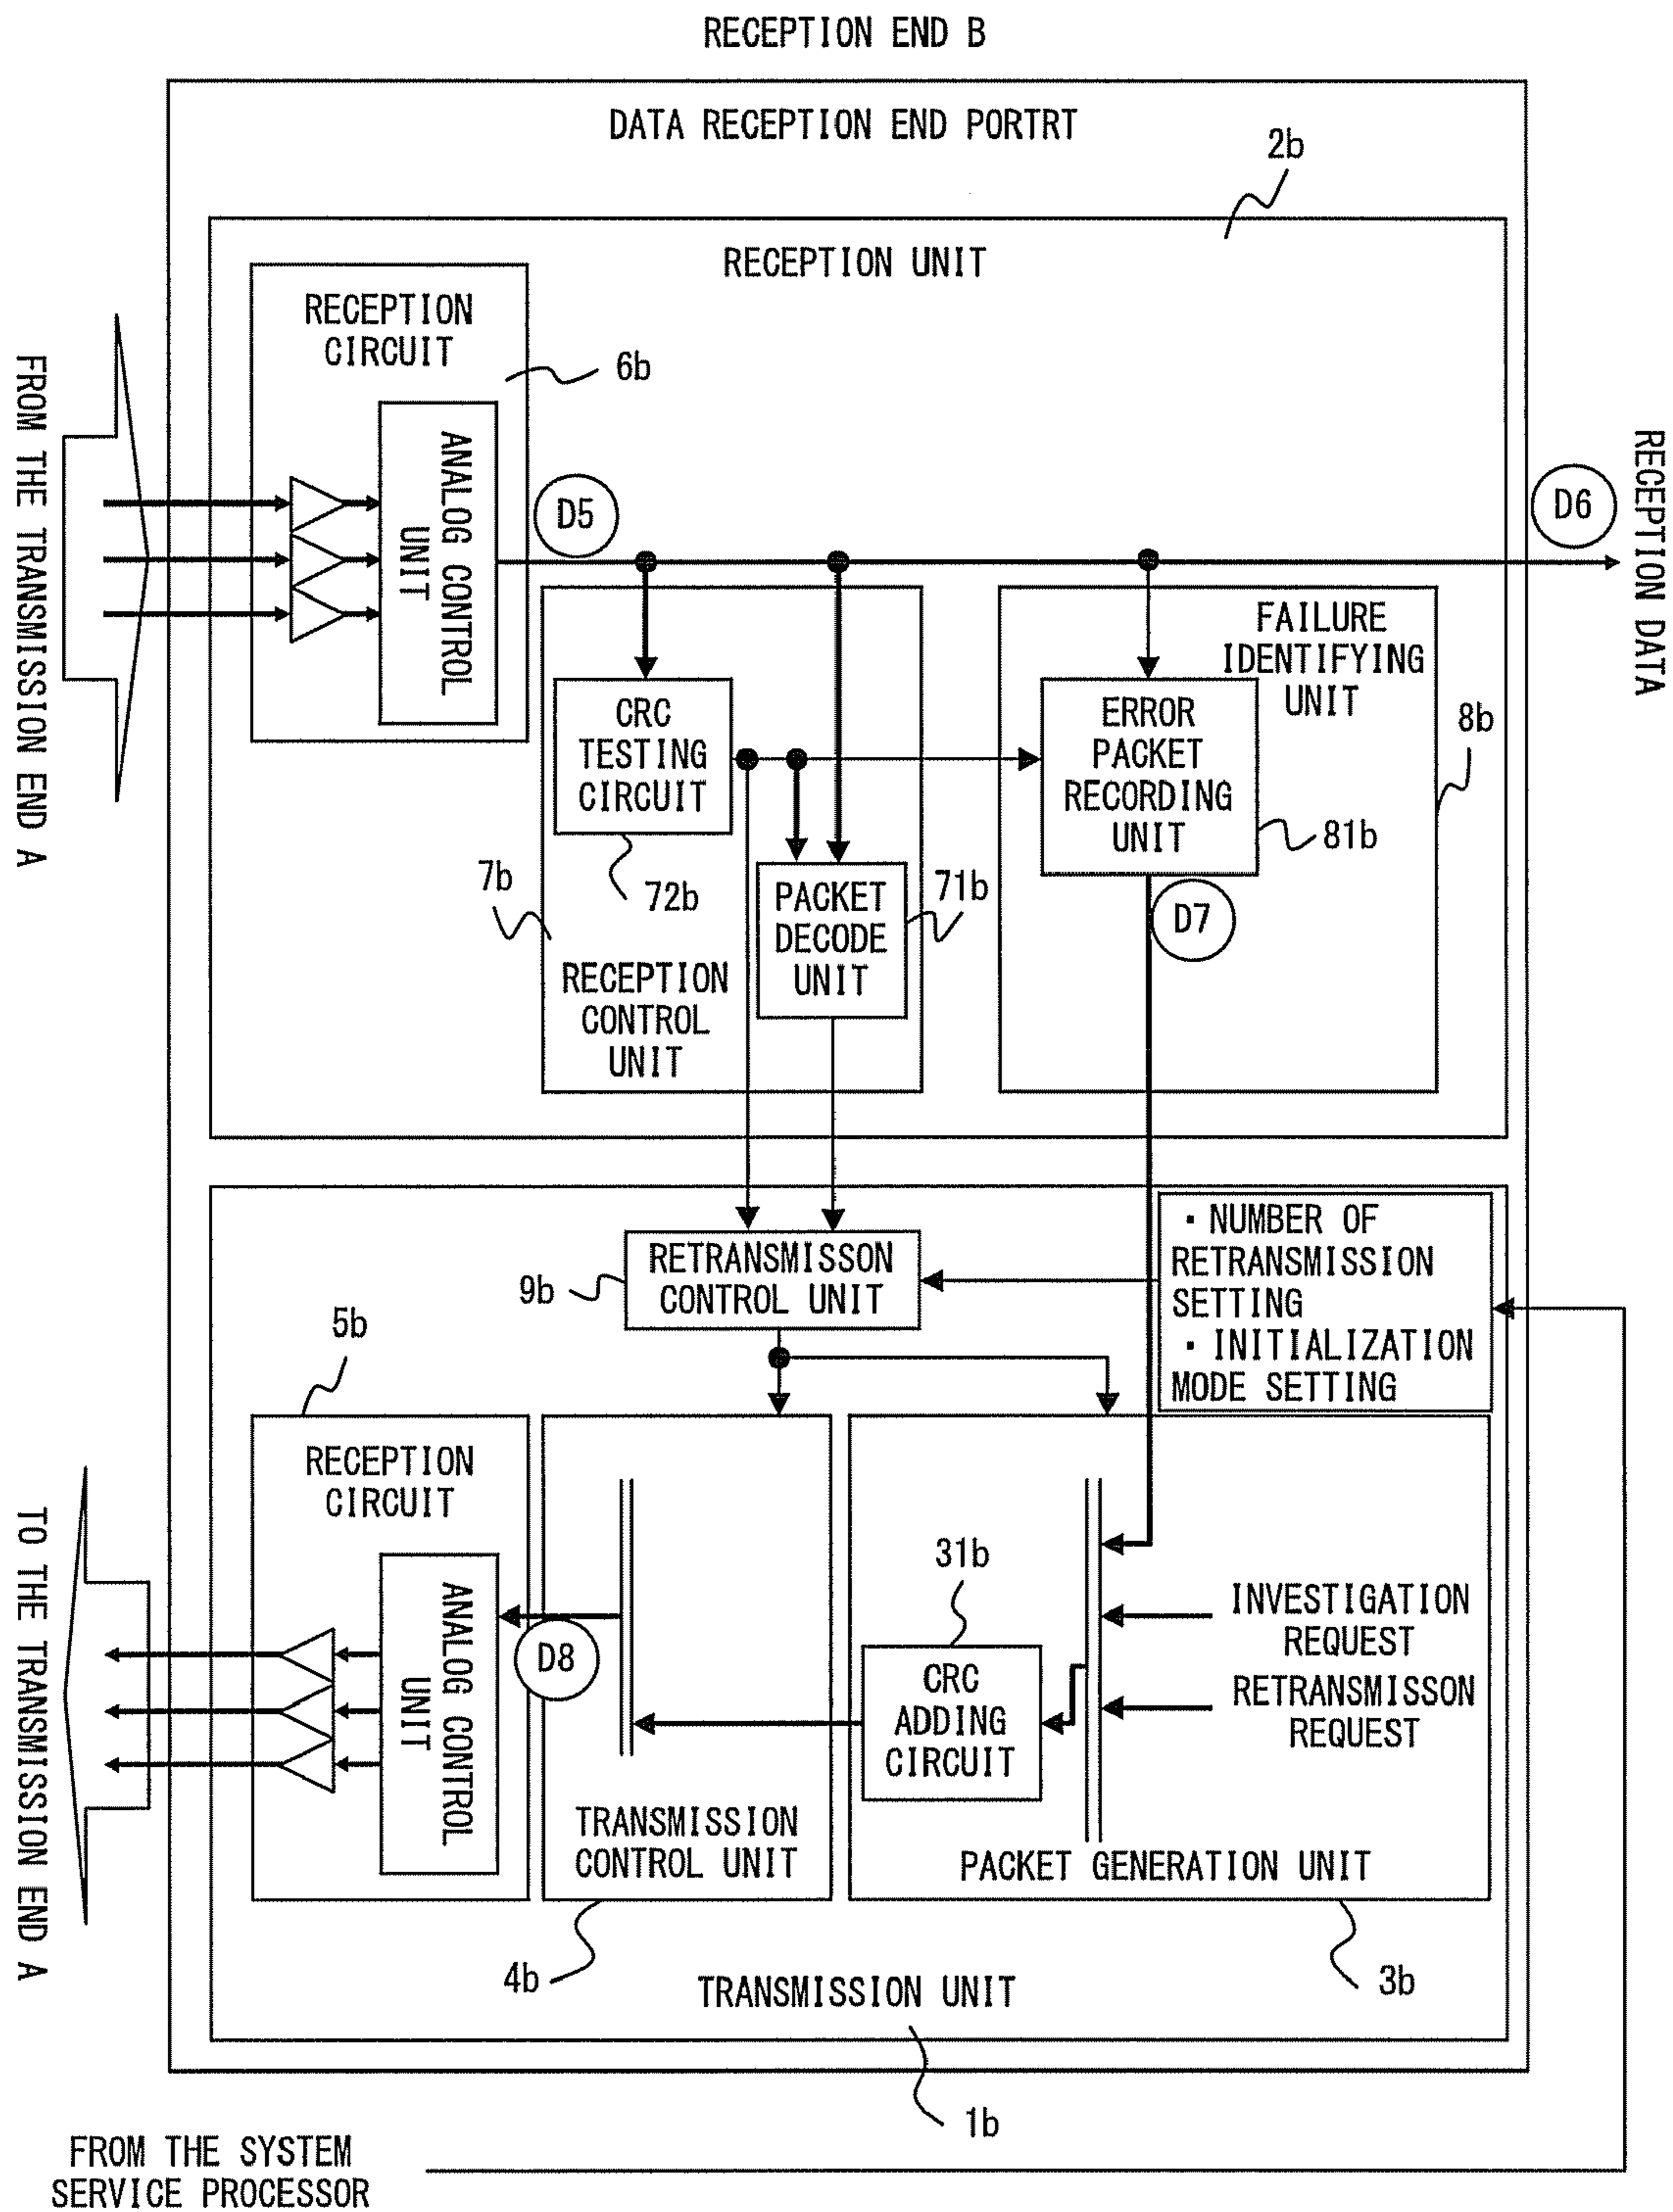 RECEPTION END B
DATA RECEPTION END PORTRT
2b
RECEPTION UNIT
RECEPTION
CIRCUIT
6b
ANALOG CONTROL
UNIT
FROM THE TRANSMISSION END A
D5
D6
RECEPTION DATA
FAILURE
IDENTIFYING
UNIT
8b
CRC
TESTING
CIRCUIT
72b
ERROR
PACKET
RECORDING
UNIT
81b
7b
PACKET
DECODE
UNIT
71b
D7
RECEPTION
CONTROL
UNIT
RETRANSMISSON
CONTROL UNIT
9b
・NUMBER OF
RETRANSMISSION
SETTING
・INITIALIZATION
MODE SETTING
5b
RECEPTION
CIRCUIT
ANALOG CONTROL
UNIT
TO THE TRANSMISSION END A
D8
31b
CRC
ADDING
CIRCUIT
INVESTIGATION
REQUEST
RETRANSMISSON
REQUEST
TRANSMISSION
CONTROL UNIT
PACKET GENERATION UNIT
4b
3b
TRANSMISSION UNIT
1b
FROM THE SYSTEM
SERVICE PROCESSOR